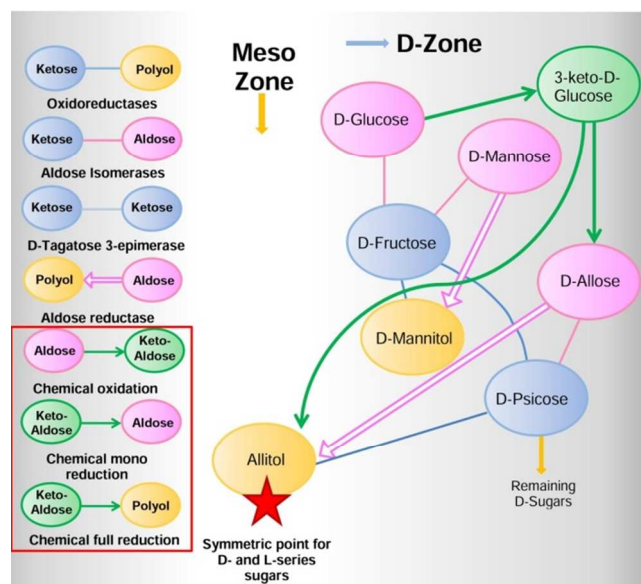 Ketose
Polyol
Oxidoreductases
Ketose
Aldose
Aldose Isomerases
Ketose
Ketose
D-Tagatose 3-epimerase
Polyol
Aldose
Aldose reductase
Aldose
Keto-
Aldose
Chemical oxidation
Keto-
Aldose
Aldose
Chemical mono
reduction
Keto-
Aldose
Polyol
Chemical full reduction
Meso
Zone
D-Zone
3-keto-D-
Glucose
D-Glucose
D-Mannose
D-Fructose
D-Allose
D-Mannitol
D-Psicose
Allitol
Remaining
D-Sugars
Symmetric point for
D- and L-series
sugars